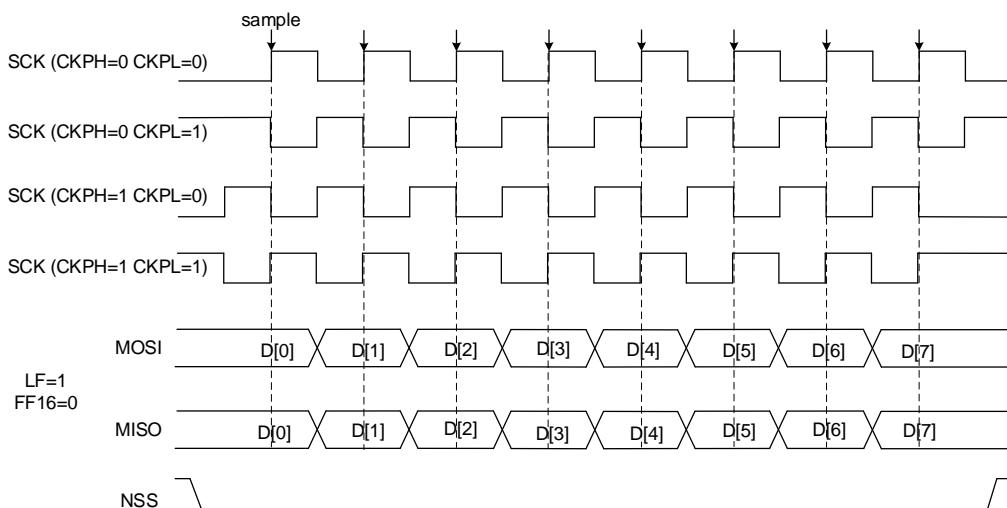 sample
SCK (CKPH=0 CKPL=0)
SCK (CKPH=0 CKPL=1)
SCK (CKPH=1 CKPL=0)
SCK (CKPH=1 CKPL=1)
MOSI
D[0] D[1] D[2] D[3] D[4] D[5] D[6] D[7]
LF=1
FF16=0
MISO
D[0] D[1] D[2] D[3] D[4] D[5] D[6] D[7]
NSS